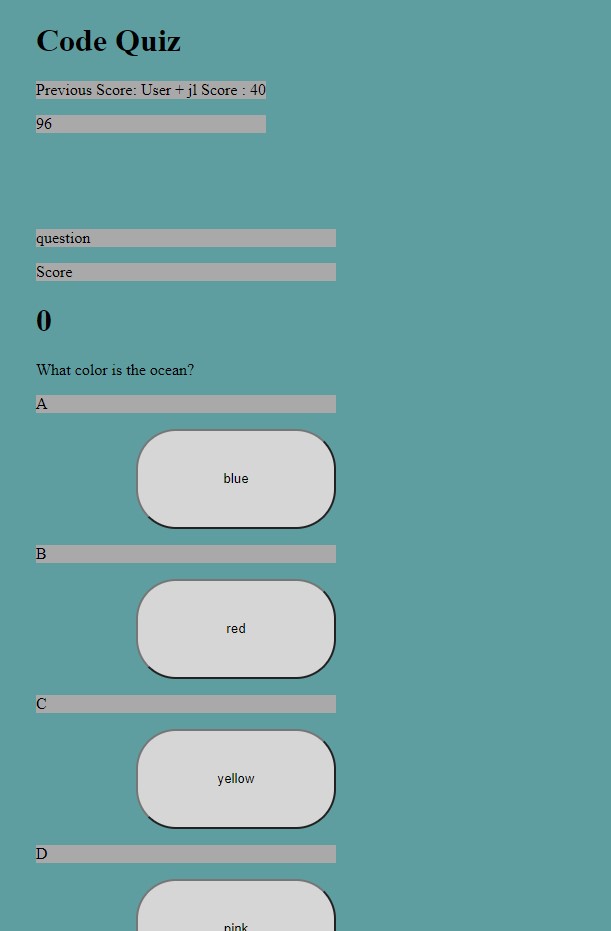 Code Quiz
Previous Score: User + jl Score : 40
96
question
Score
0
What color is the ocean?
A
blue
B
red
C
yellow
D
pink